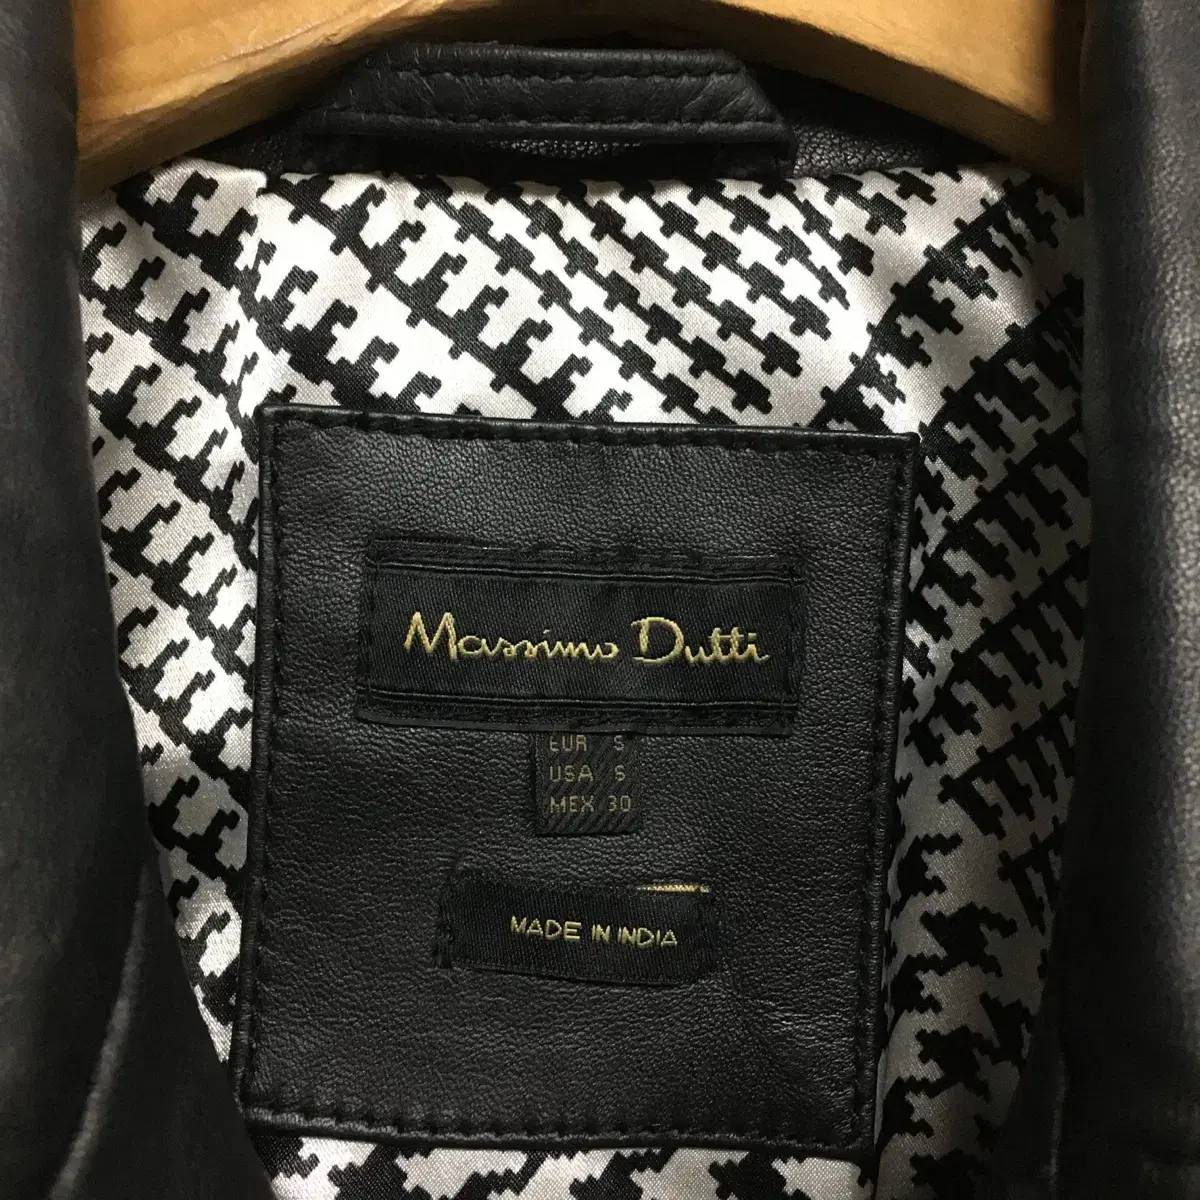 Massimo Dutti
EUR S
USA S
MEX 30
MADE IN INDIA